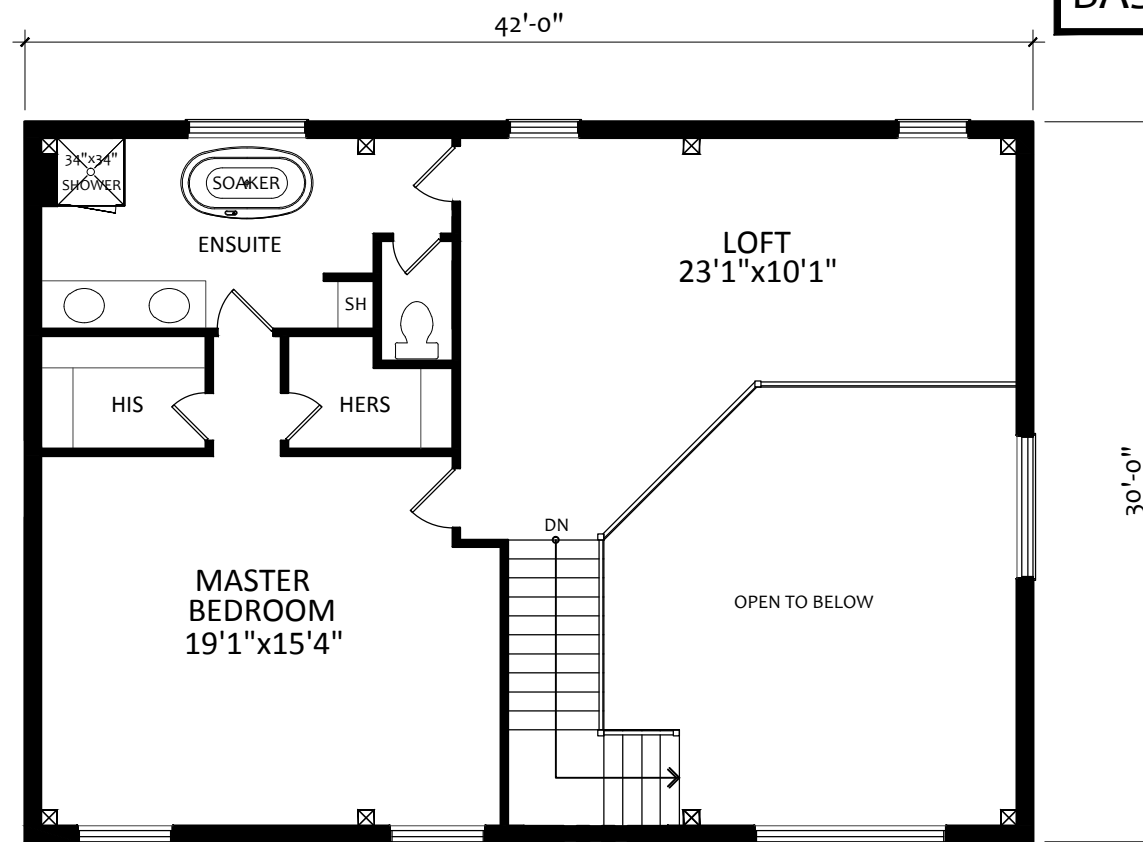 42'-0"
34"x34"
SHOWER
SOAKER
ENSUITE
LOFT
23'1"x10'1"
SH
HIS
HERS
30'-0"
DN
MASTER
BEDROOM
19'1"x15'4"
OPEN TO BELOW